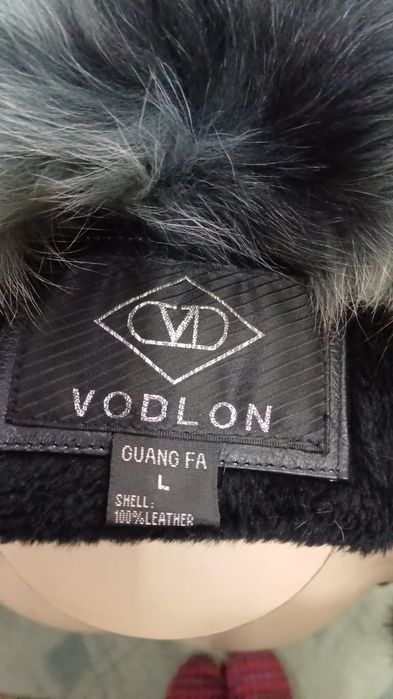 VD
VODLON
GUANG FA
L
SHELL:
100%LEATHER